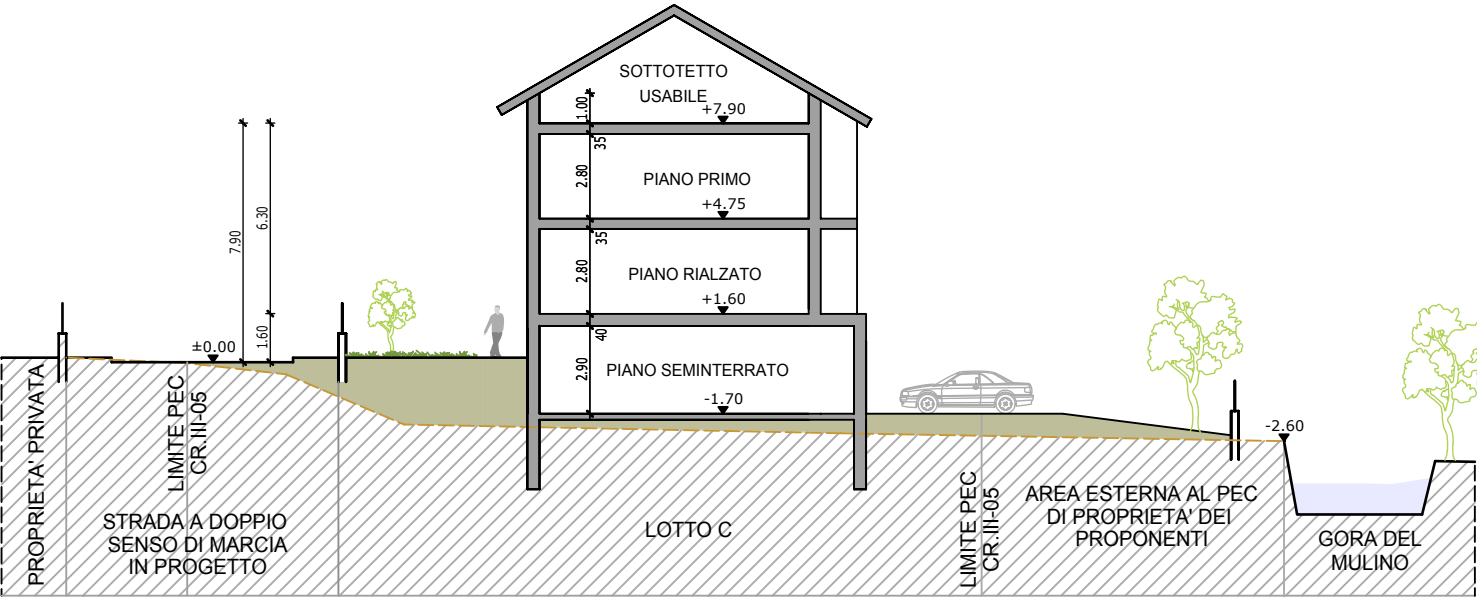 SOTTOTETTO
USABILE
1.00
+7.90
35
2.80
PIANO PRIMO
+4.75
35
2.80
PIANO RIALZATO
+1.60
40
2.90
PIANO SEMINTERRATO
-1.70
7.90
6.30
1.60
±0.00
-2.60
PROPRIETA' PRIVATA
LIMITE PEC
CR.III-05
STRADA A DOPPIO
SENSO DI MARCIA
IN PROGETTO
LOTTO C
LIMITE PEC
CR.III-05
AREA ESTERNA AL PEC
DI PROPRIETA' DEI
PROPONENTI
GORA DEL
MULINO